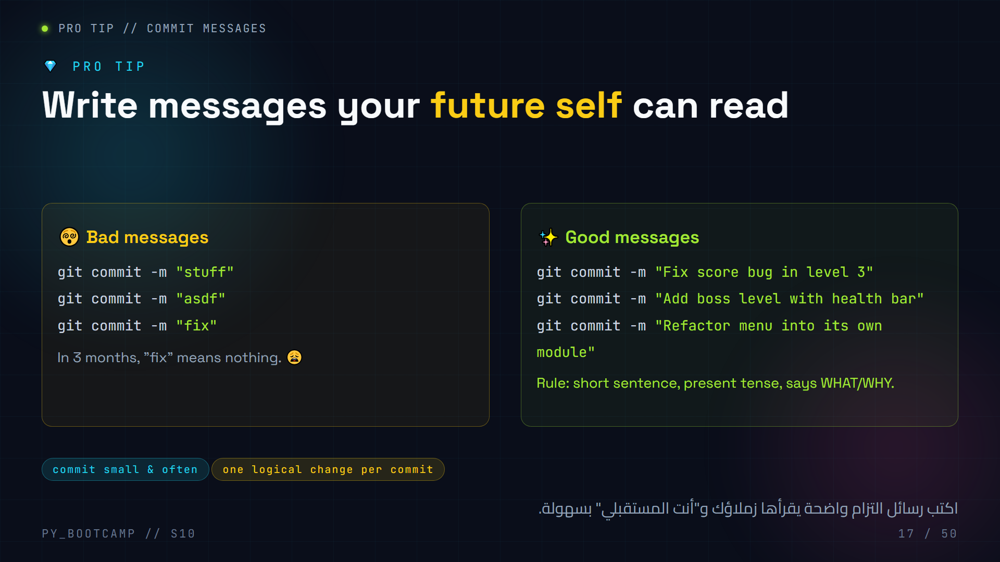 PRO TIP // COMMIT MESSAGES
💎 PRO TIP
Write messages your future self can read
😵‍💫 Bad messages
git commit -m "stuff"
git commit -m "asdf"
git commit -m "fix"
In 3 months, ”fix” means nothing. 😩
✨ Good messages
git commit -m "Fix score bug in level 3"
git commit -m "Add boss level with health bar"
git commit -m "Refactor menu into its own
module"
Rule: short sentence, present tense, says WHAT/WHY.
commit small & often
one logical change per commit
اكتب رسائل التزام واضحة يقرأها زملاؤك و"أنت المستقبلي" بسهولة.
PY_BOOTCAMP // S10
17 / 50